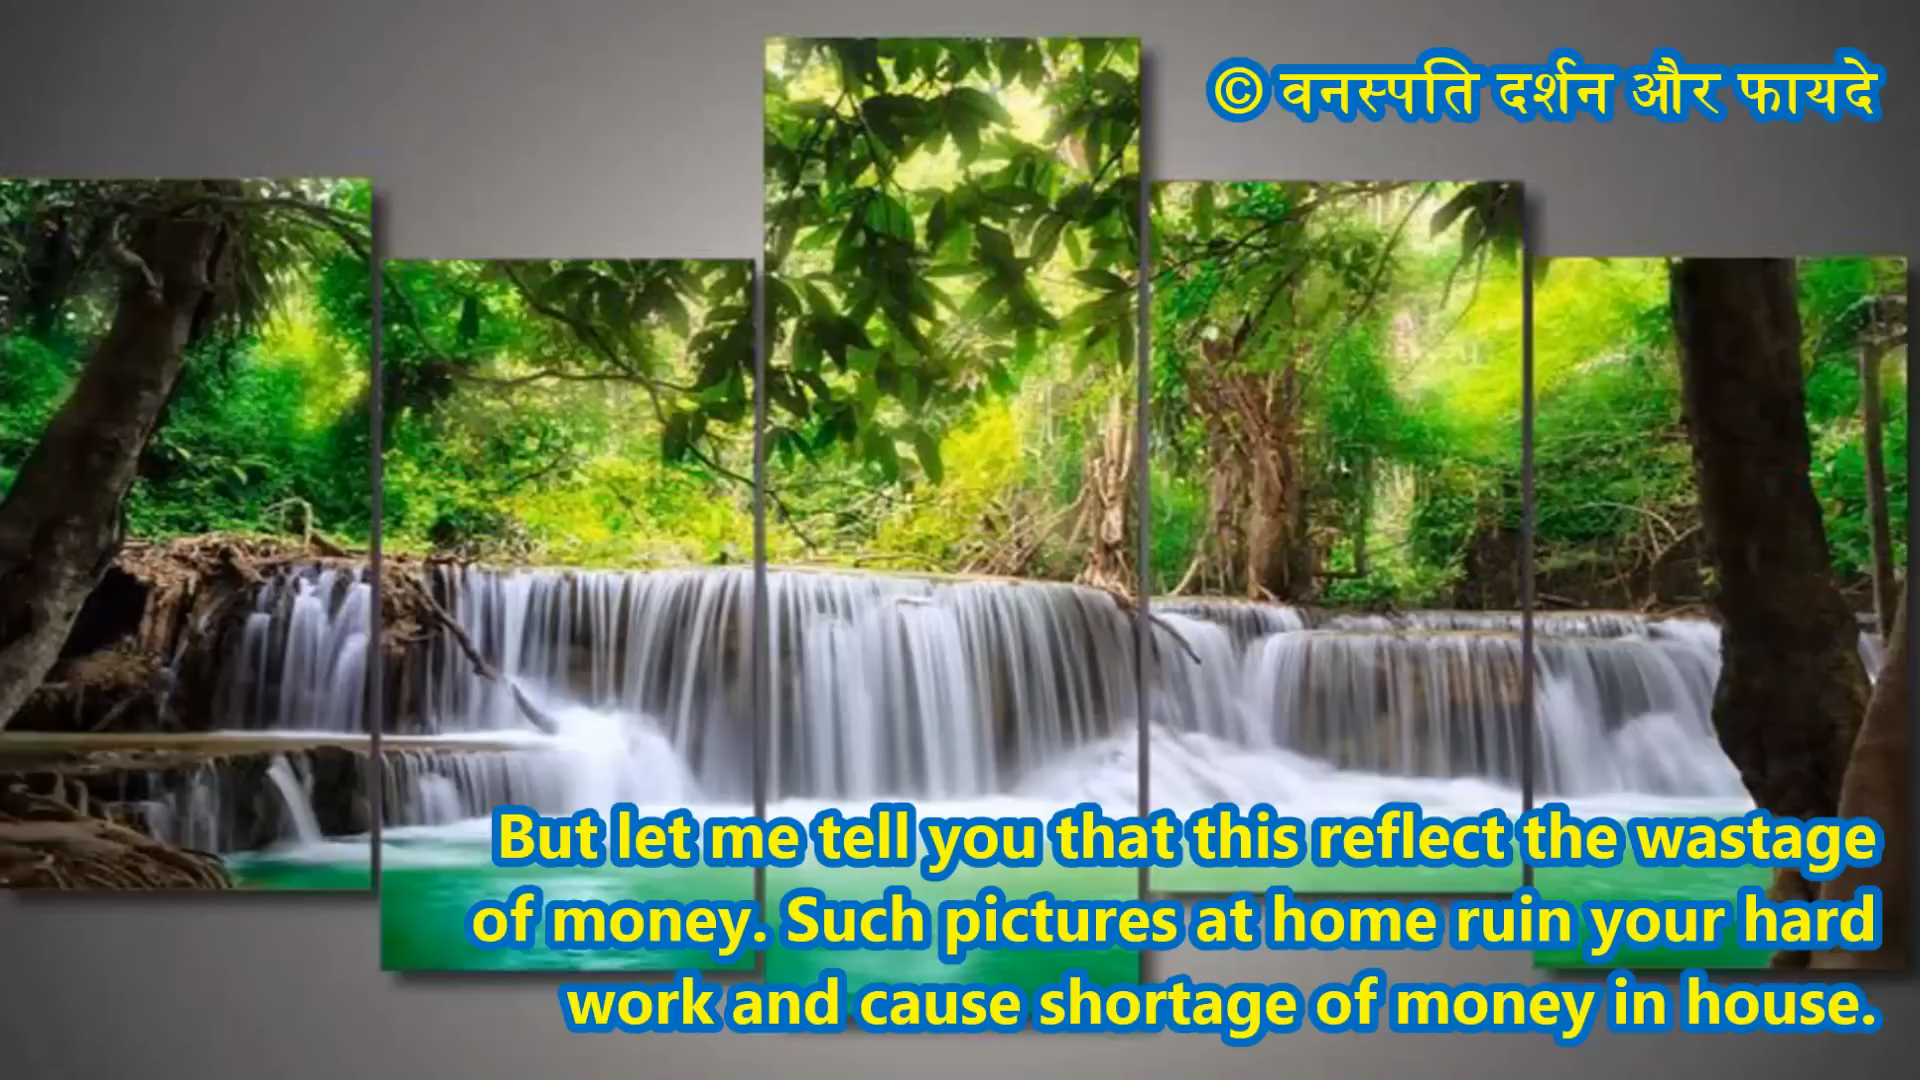 © वनस्पति दर्शन और फायदे
But let me tell you that this reflect the wastage
of money. Such pictures at home ruin your hard
work and cause shortage of money in house.